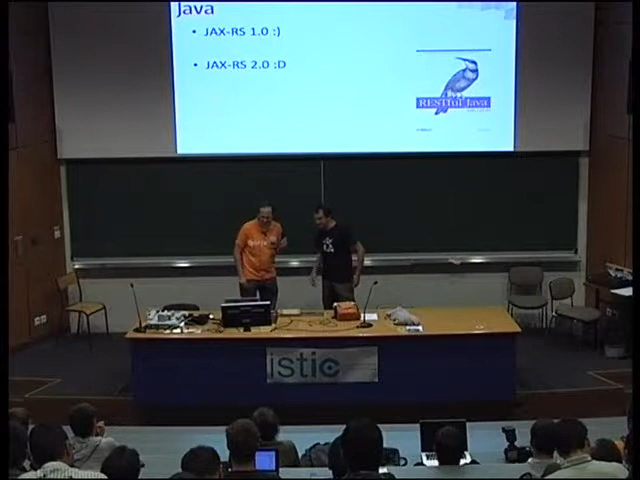 Java
• JAX-RS 1.0 :)
• JAX-RS 2.0 :D
RESTful Java
istic